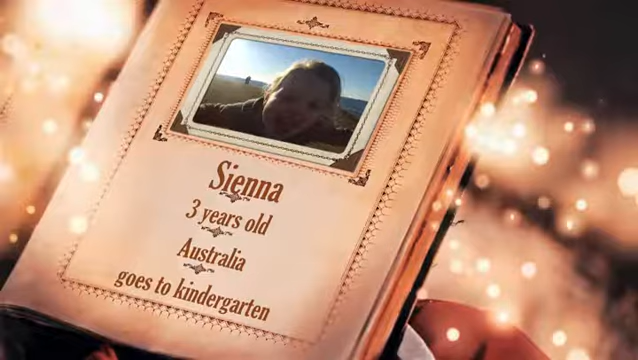 Sienna
3 years old
Australia
goes to kindergarten